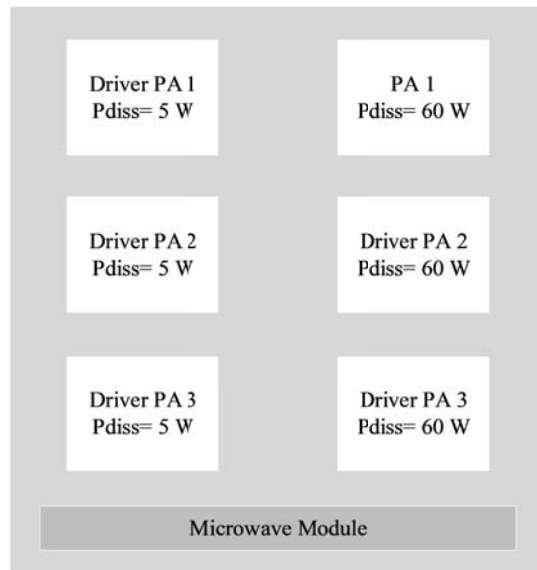 Driver PA 1
Pdiss= 5 W
PA 1
Pdiss= 60 W
Driver PA 2
Pdiss= 5 W
Driver PA 2
Pdiss= 60 W
Driver PA 3
Pdiss= 5 W
Driver PA 3
Pdiss= 60 W
Microwave Module